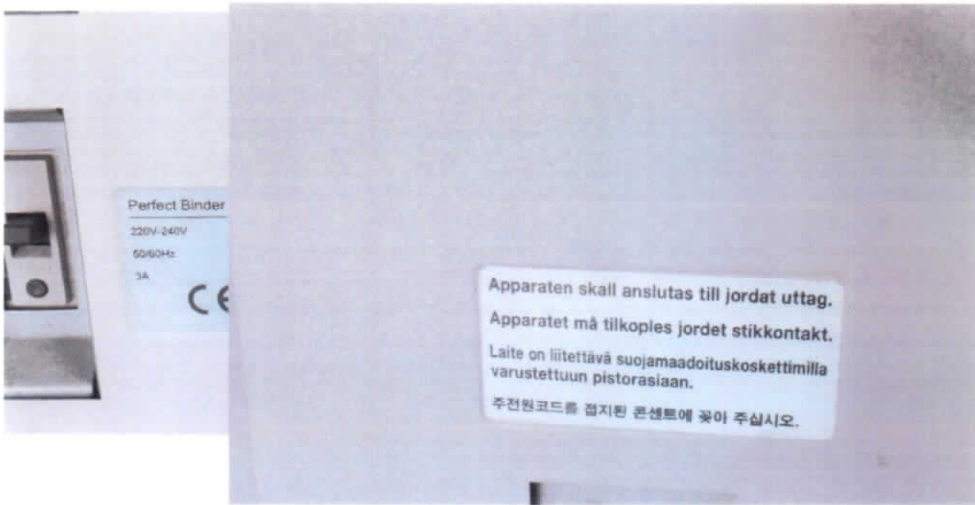 Perfect Binder
220V-240V
50/60Hz
3A
CE
Apparaten skall anslutas till jordat uttag.
Apparatet må tilkoples jordet stikkontakt.
Laite on liitettävä suojamaadoituskoskettimilla
varustettuun pistorasiaan.
주전원코드를 접지된 콘센트에 꽂아 주십시오.